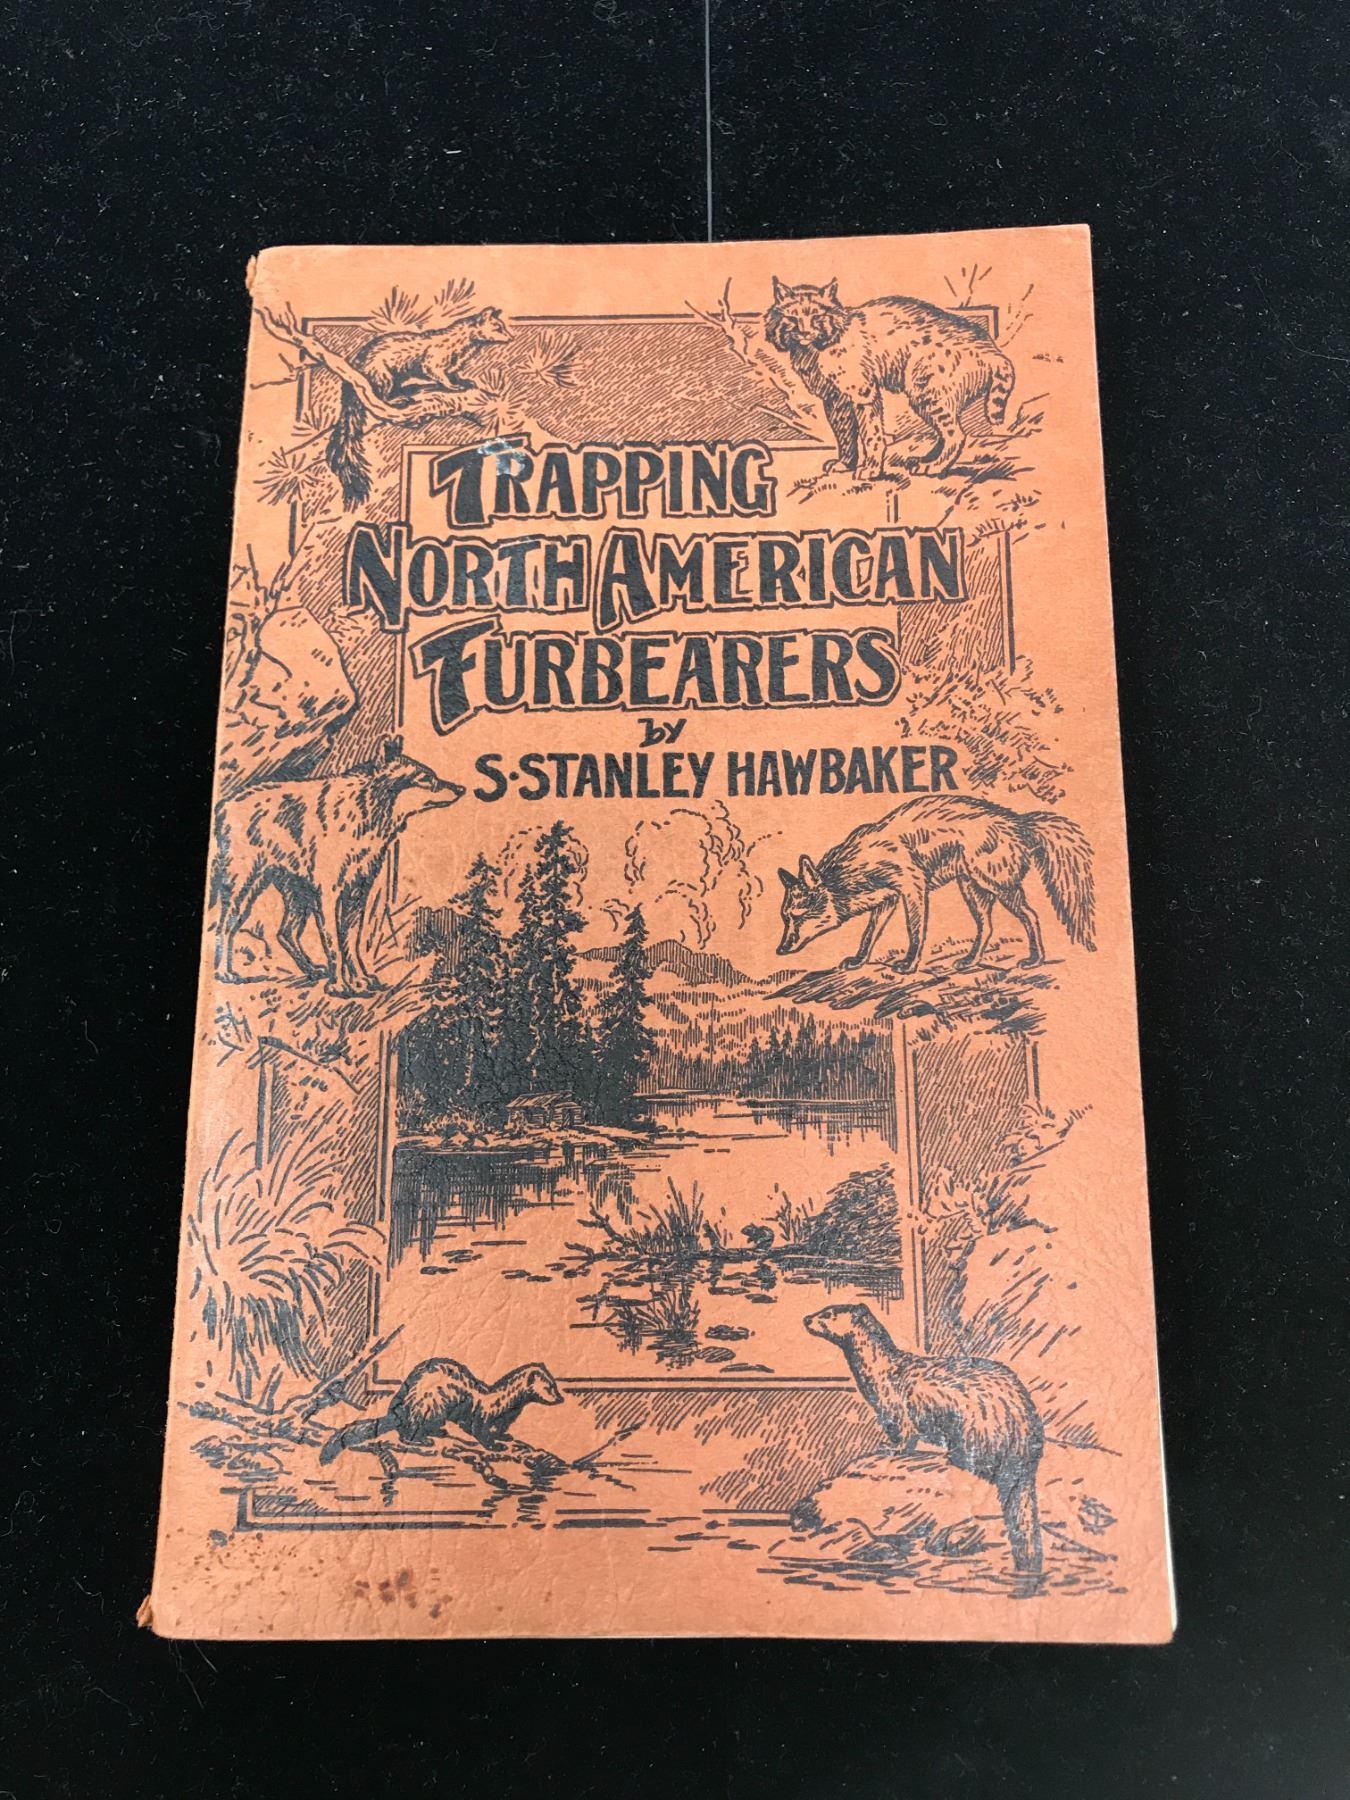 TRAPPING
NORTH AMERICAN
FURBEARERS
by
S. STANLEY HAWBAKER